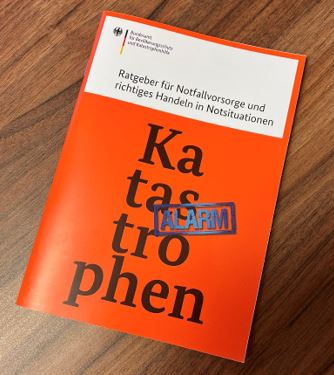 Bundesamt
für Bevölkerungsschutz
und Katastrophenhilfe
Ratgeber für Notfallvorsorge und
richtiges Handeln in Notsituationen
Ka
tas
ALARM
tro
phen